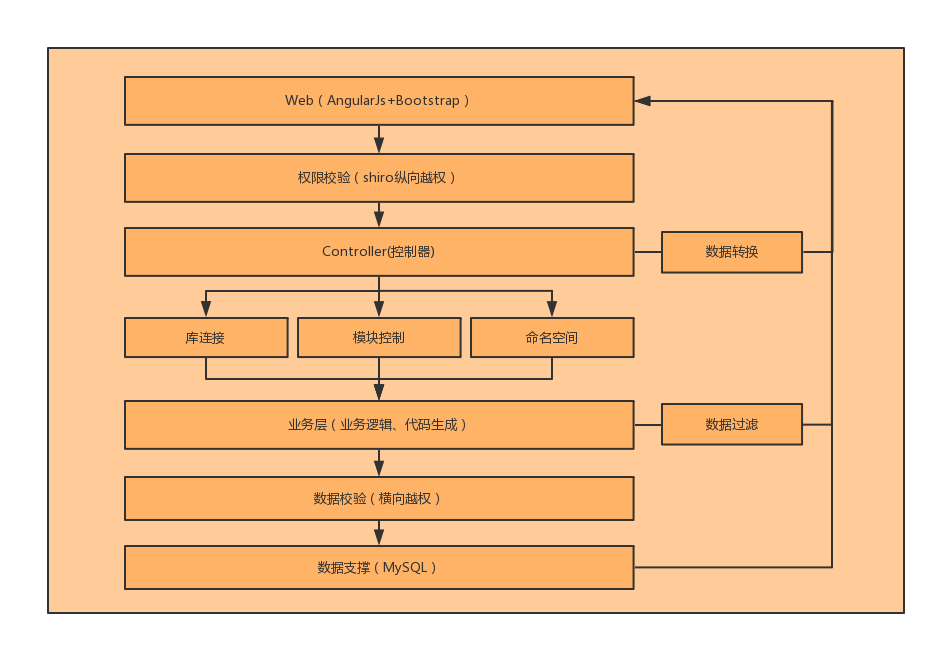 Web（AngularJs+Bootstrap）
权限校验（shiro纵向越权）
Controller(控制器)
数据转换
库连接
模块控制
命名空间
业务层（业务逻辑、代码生成）
数据过滤
数据校验（横向越权）
数据支撑（MySQL）